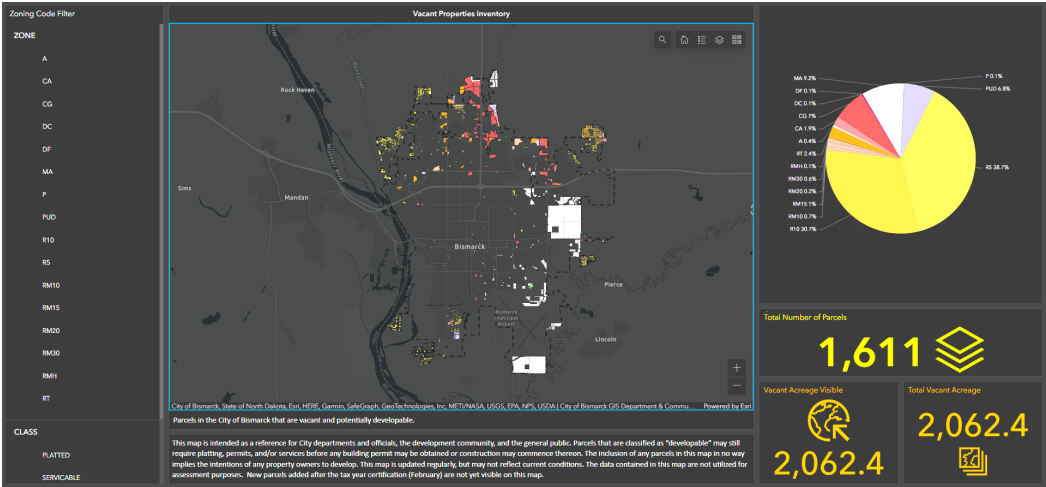 Zoning Code Filter
ZONE
A
CA
CG
DC
DF
MA
P
PUD
R10
R5
RM10
RM15
RM20
RM30
RMH
RT
CLASS
PLATTED
SERVICABLE
Vacant Properties Inventory
Rock Haven
Missouri River
Sims
Mandan
Bismarck
Pierce
Bismarck
Municipal
Airport
Lincoln
City of Bismarck, State of North Dakota, Esri, HERE, Garmin, SafeGraph, GeoTechnologies, Inc, METI/NASA, USGS, EPA, NPS, USDA | City of Bismarck GIS Department & Commu...
Powered by Esri
Parcels in the City of Bismarck that are vacant and potentially developable.
This map is intended as a reference for City departments and officials, the development community, and the general public. Parcels that are classified as "developable" may still
require platting, permits, and/or services before any building permit may be obtained or construction may commence thereon. The inclusion of any parcels in this map in no way
implies the intentions of any property owners to develop. This map is updated regularly, but may not reflect current conditions. The data contained in this map are not utilized for
assessment purposes. New parcels added after the tax year certification (February) are not yet visible on this map.
MA 9.2%
DF 0.1%
DC 0.1%
CG 7%
CA 1.9%
A 0.4%
RT 2.4%
RMH 0.1%
RM30 0.6%
RM20 0.2%
RM15 1%
RM10 0.7%
R10 30.7%
P 0.1%
PUD 6.8%
R5 38.7%
Total Number of Parcels
1,611
Vacant Acreage Visible
2,062.4
Total Vacant Acreage
2,062.4